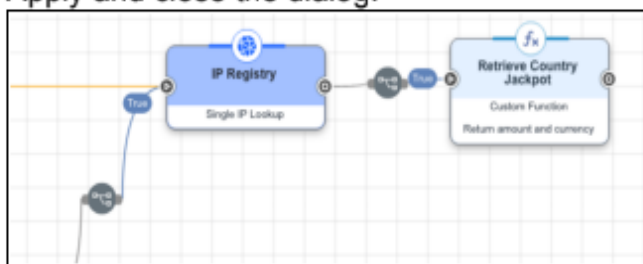 Apply and close the dialog.
IP Registry
Single IP Lookup
True
True
fx
Retrieve Country
Jackpot
Custom Function
Return amount and currency